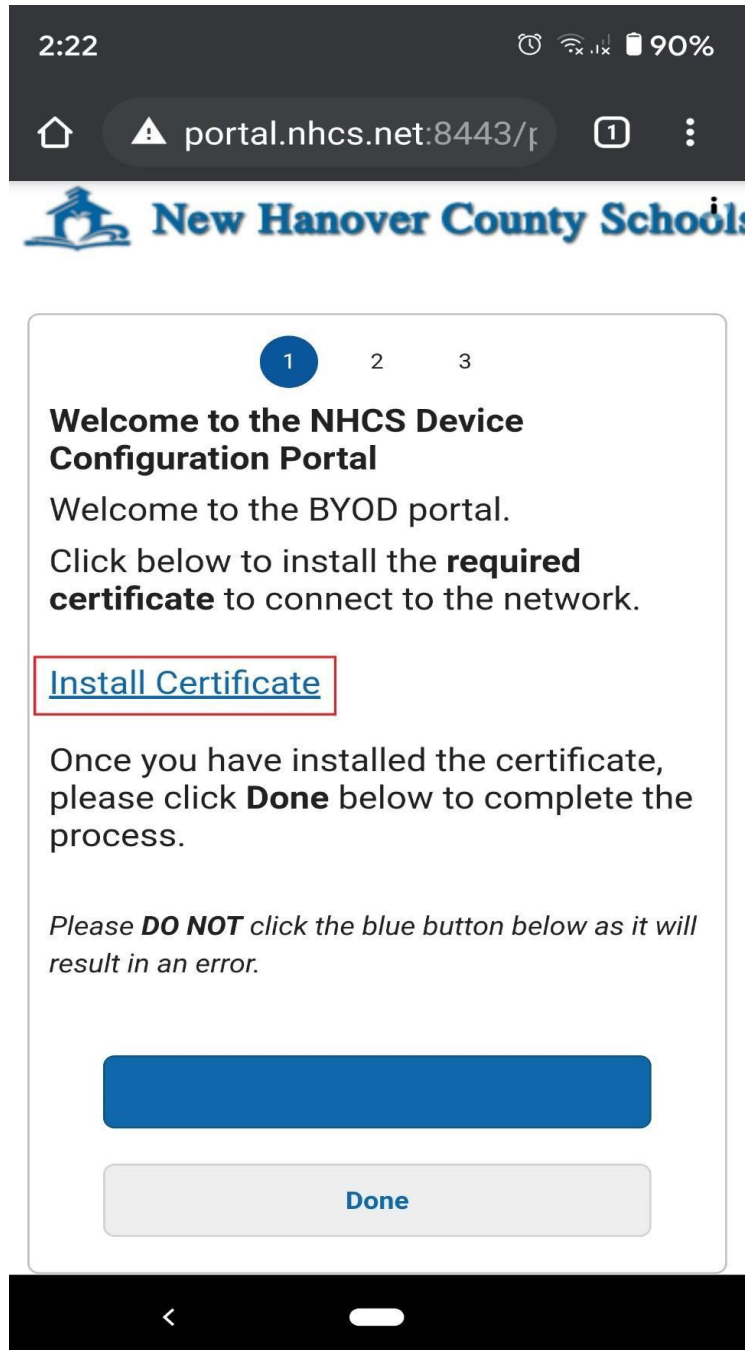 2:22 90%
portal.nhcs.net:8443/p 1
New Hanover County Schools
1 2 3
Welcome to the NHCS Device
Configuration Portal
Welcome to the BYOD portal.
Click below to install the required
certificate to connect to the network.
Install Certificate
Once you have installed the certificate,
please click Done below to complete the
process.
Please DO NOT click the blue button below as it will
result in an error.
Done